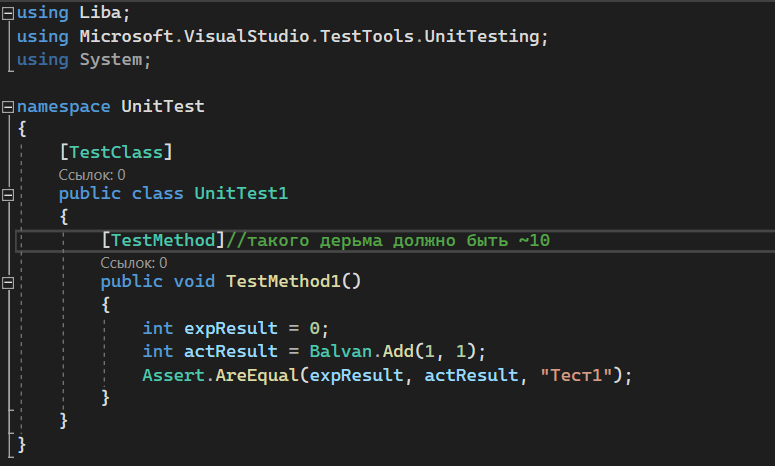 using Liba;
using Microsoft.VisualStudio.TestTools.UnitTesting;
using System;
namespace UnitTest
{
[TestClass]
Ссылок: 0
public class UnitTest1
{
[TestMethod]//такого дерьма должно быть ~10
Ссылок: 0
public void TestMethod1()
{
int expResult = 0;
int actResult = Balvan.Add(1, 1);
Assert.AreEqual(expResult, actResult, "Тест1");
}
}
}